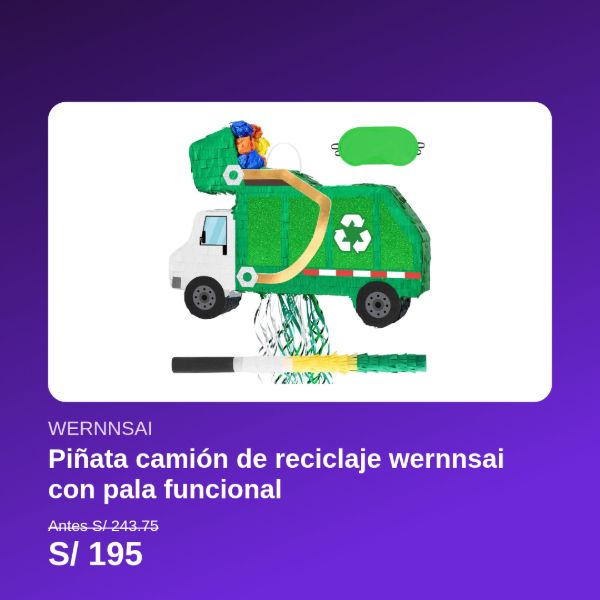 WERNNSAI
Piñata camión de reciclaje wernnsai
con pala funcional
Antes S/ 243.75
S/ 195